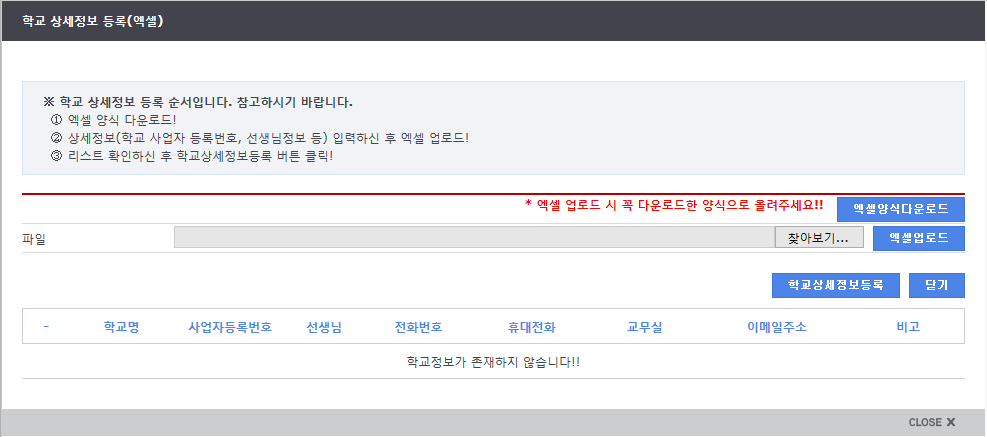 학교 상세정보 등록(엑셀)
※ 학교 상세정보 등록 순서입니다. 참고하시기 바랍니다.
① 엑셀 양식 다운로드!
② 상세정보(학교 사업자 등록번호, 선생님정보 등) 입력하신 후 엑셀 업로드!
③ 리스트 확인하신 후 학교상세정보등록 버튼 클릭!
* 엑셀 업로드 시 꼭 다운로드한 양식으로 올려주세요!! 엑셀양식다운로드
파일 찾아보기... 엑셀업로드
학교상세정보등록 닫기
- 학교명 사업자등록번호 선생님 전화번호 휴대전화 교무실 이메일주소 비고
학교정보가 존재하지 않습니다!!
CLOSE ✕